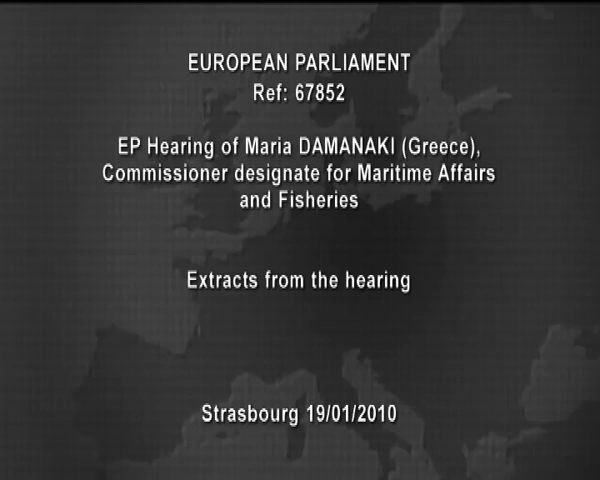 EUROPEAN PARLIAMENT
Ref: 67852
EP Hearing of Maria DAMANAKI (Greece),
Commissioner designate for Maritime Affairs
and Fisheries
Extracts from the hearing
Strasbourg 19/01/2010